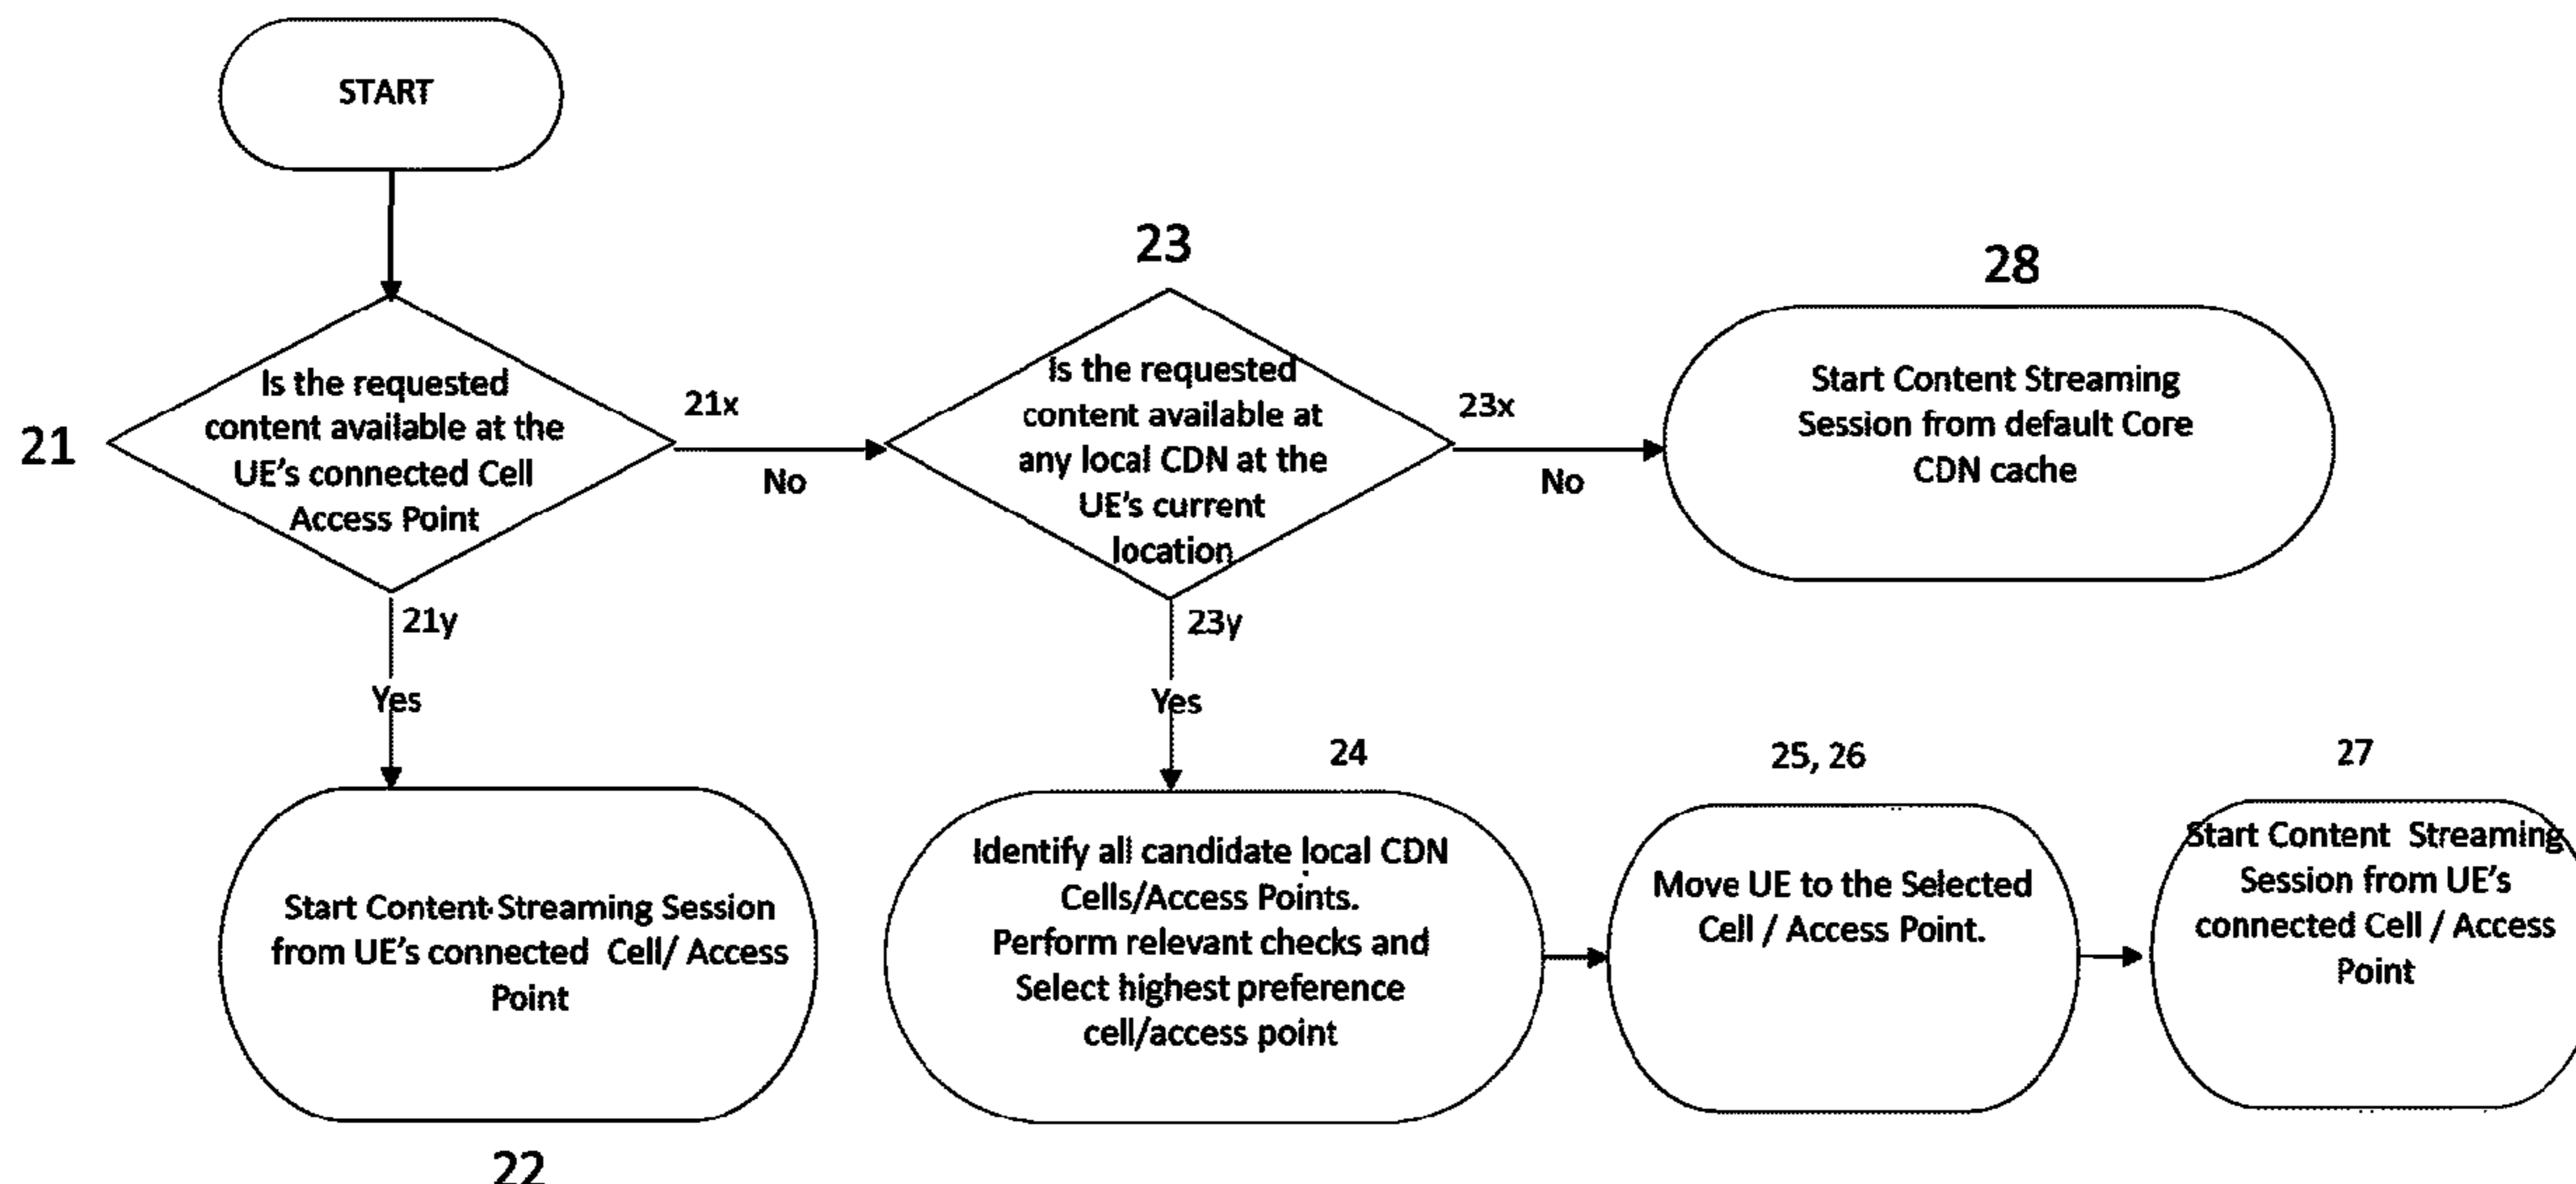 START
21
Is the requested
content available at the
UE's connected Cell
Access Point
21x
No
23
Is the requested
content available at
any local CDN at the
UE's current
location
23x
No
28
Start Content Streaming
Session from default Core
CDN cache
21y
Yes
23y
Yes
Start Content Streaming Session
from UE's connected Cell/ Access
Point
22
24
Identify all candidate local CDN
Cells/Access Points.
Perform relevant checks and
Select highest preference
cell/access point
25, 26
Move UE to the Selected
Cell / Access Point.
27
Start Content Streaming
Session from UE's
connected Cell / Access
Point